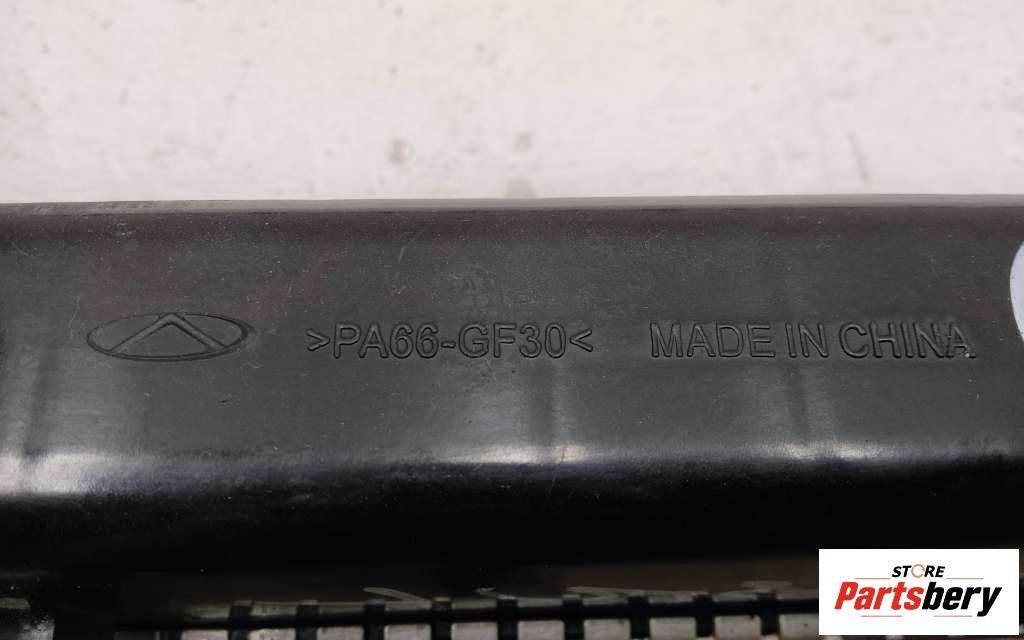 >PA66-GF30< MADE IN CHINA
STORE
Partsbery